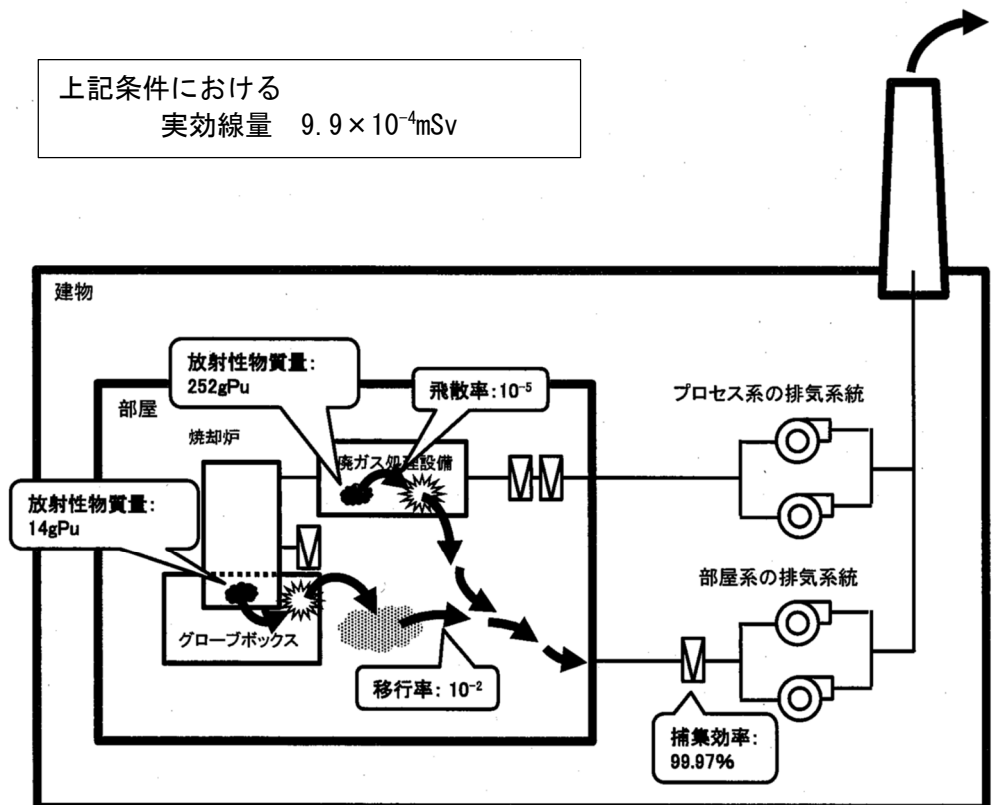 上記条件における
実効線量 9.9×10⁻⁴mSv
建物
放射性物質量：
252gPu
飛散率：10⁻⁵
部屋
プロセス系の排気系統
焼却炉
廃ガス処理設備
放射性物質量：
14gPu
部屋系の排気系統
グローブボックス
移行率：10⁻²
捕集効率：
99.97%